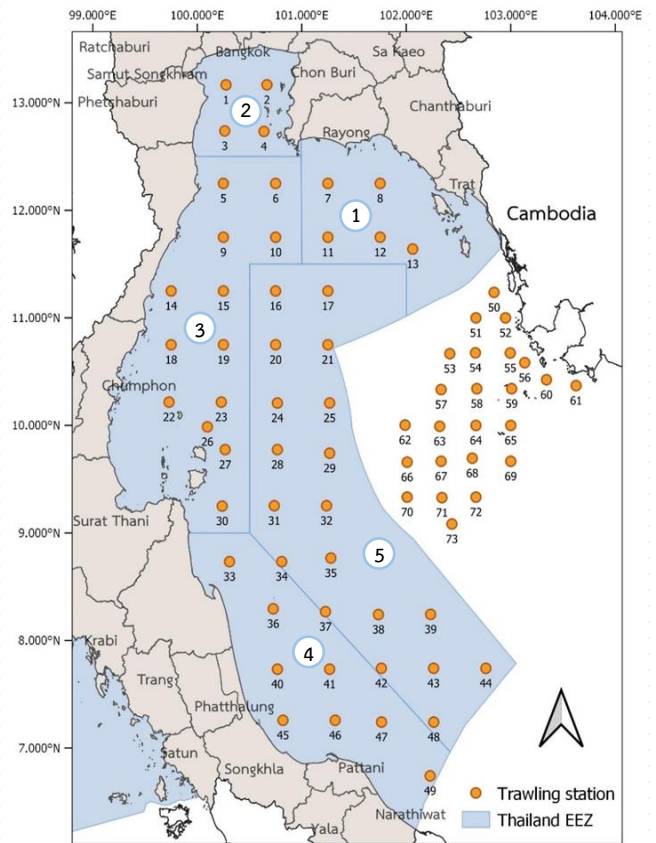 99.000°E 100.000°E 101.000°E 102.000°E 103.000°E 104.000°E
Ratchaburi Bangkok Sa Kaeo
Samut Songkhram Chon Buri
13.000°N Phetchaburi 1 2 Chanthaburi
2
Rayong
3 4
Trat
12.000°N 5 6 7 8
1 Cambodia
9 10 11 12
13
14 15 16 17 50
11.000°N 3 51 52
18 19 20 21 53 54 55
56
Chumphon 60 61
22 23 24 25 57 58 59
10.000°N 26 62 63 64 65
27 28 29 66 67 68 69
30 31 32 70 71 72
Surat Thani 73
9.000°N 5
33 34 35
36 37 38 39
8.000°N Krabi 4
40 41 42 43 44
Trang
Phatthalung 45 46 47 48
7.000°N Satun
Songkhla Pattani
49
Trawling station
Narathiwat
Thailand EEZ
Yala